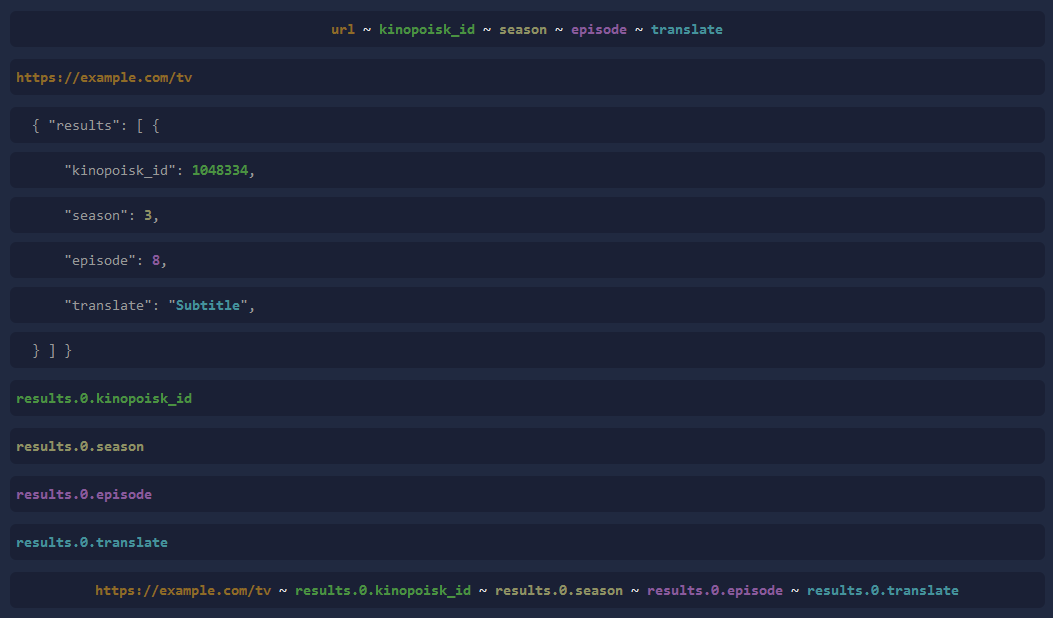 url ~ kinopoisk_id ~ season ~ episode ~ translate
https://example.com/tv
{ "results": [ {
"kinopoisk_id": 1048334,
"season": 3,
"episode": 8,
"translate": "Subtitle",
} ] }
results.0.kinopoisk_id
results.0.season
results.0.episode
results.0.translate
https://example.com/tv ~ results.0.kinopoisk_id ~ results.0.season ~ results.0.episode ~ results.0.translate